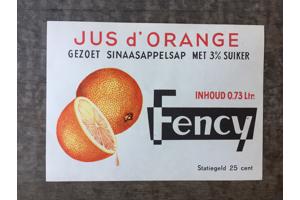 JUS d'ORANGE
GEZOET SINAASAPPELSAP MET 3% SUIKER
INHOUD 0.73 Ltr.
Fency
Statiegeld 25 cent